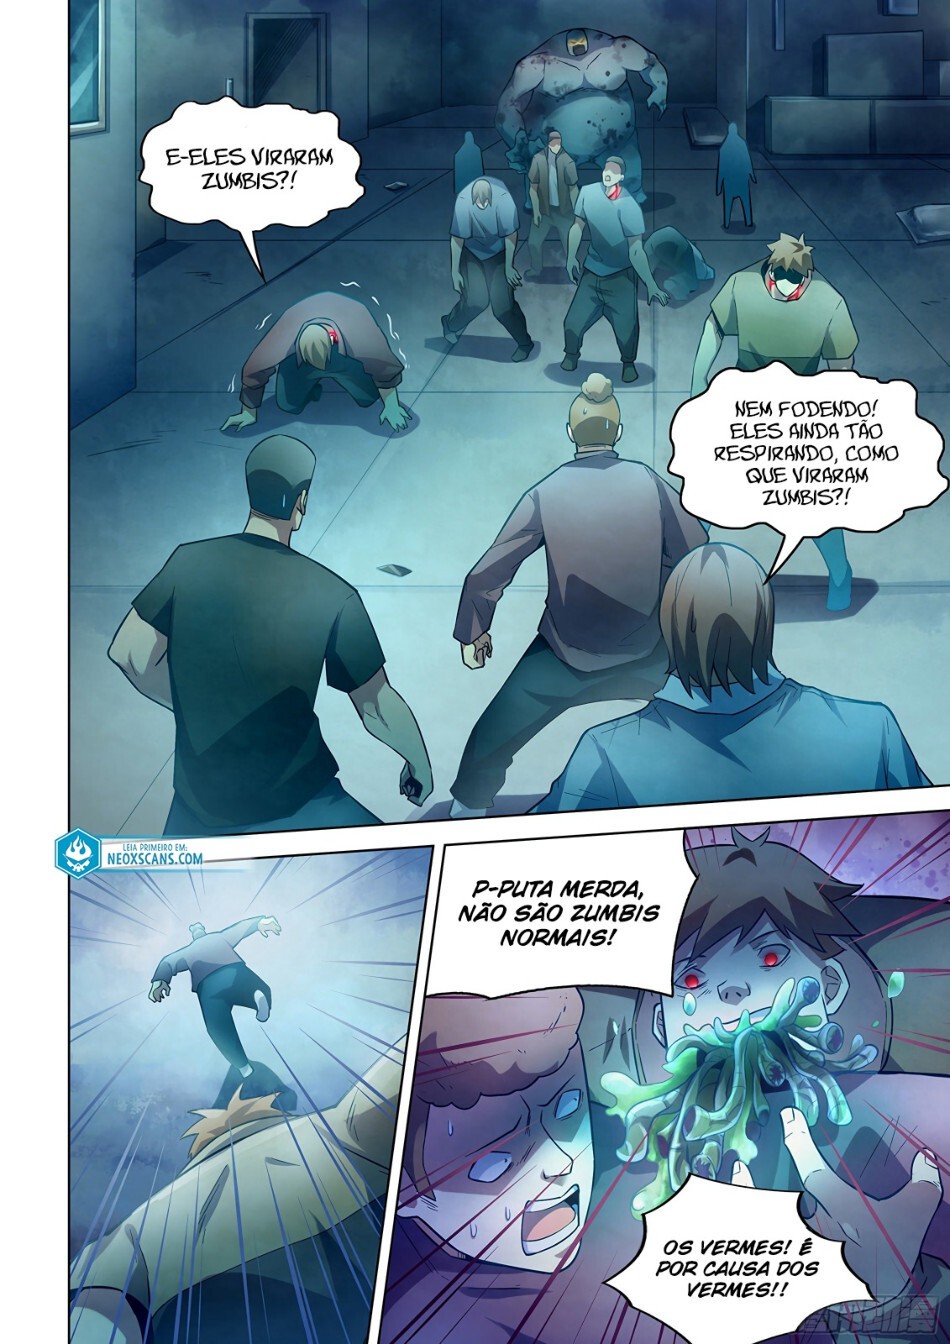 E-ELES VIRARAM
ZUMBIS?!
NEM FODENDO!
ELES AINDA TÃO
RESPIRANDO, COMO
QUE VIRARAM
ZUMBIS?!
LEIA PRIMEIRO EM:
NEOXSCANS.COM
P-PUTA MERDA,
NÃO SÃO ZUMBIS
NORMAIS!
OS VERMES! É
POR CAUSA DOS
VERMES!!